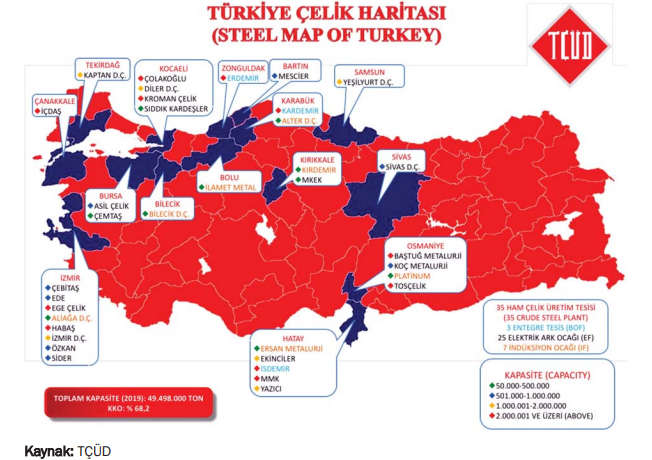 TÜRKİYE ÇELİK HARİTASI
(STEEL MAP OF TURKEY)
TÇÜD
TEKİRDAĞ
KAPTAN D.Ç.
KOCAELİ
ÇOLAKOĞLU
DİLER D.Ç.
KROMAN ÇELİK
SIDDIK KARDEŞLER
ZONGULDAK
ERDEMİR
BARTIN
MESCİER
SAMSUN
YEŞİLYURT D.Ç.
ÇANAKKALE
İÇDAŞ
KARABÜK
KARDEMİR
ALTER D.Ç.
BURSA
ASİL ÇELİK
ÇEMTAŞ
BİLECİK
BİLECİK D.Ç.
BOLU
İLAMET METAL
KIRIKKALE
KIRDEMİR
MKEK
SİVAS
SİVAS D.Ç.
OSMANİYE
BAŞTUĞ METALURJİ
KOÇ METALURJİ
PLATINUM
TOSÇELİK
İZMİR
ÇEBİTAŞ
EDE
EGE ÇELİK
ALİAĞA D.Ç.
HABAŞ
İZMİR D.Ç.
ÖZKAN
SİDER
HATAY
ERSAN METALURJİ
EKİNCİLER
İSDEMİR
MMK
YAZICI
35 HAM ÇELİK ÜRETİM TESİSİ
(35 CRUDE STEEL PLANT)
3 ENTEGRE TESİS (BOF)
25 ELEKTRİK ARK OCAĞI (EF)
7 İNDÜKSİYON OCAĞI (IF)
KAPASİTE (CAPACITY)
50.000-500.000
501.000-1.000.000
1.000.001-2.000.000
2.000.001 VE ÜZERİ (ABOVE)
TOPLAM KAPASİTE (2019): 49.498.000 TON
KKO: % 68,2
Kaynak: TÇÜD